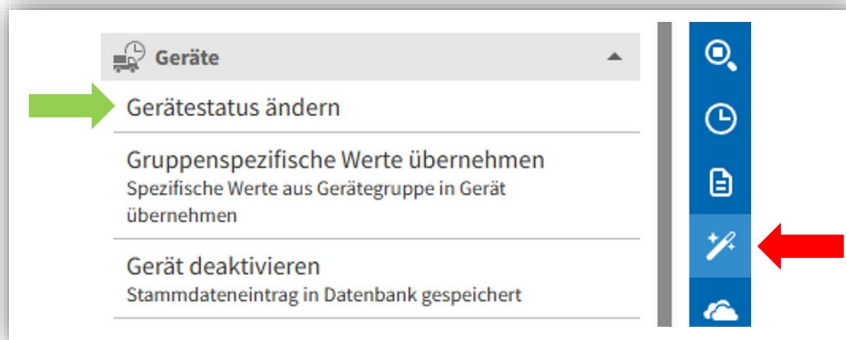 Geräte
Gerätestatus ändern
Gruppenspezifische Werte übernehmen
Spezifische Werte aus Gerätegruppe in Gerät
übernehmen
Gerät deaktivieren
Stammdateneintrag in Datenbank gespeichert